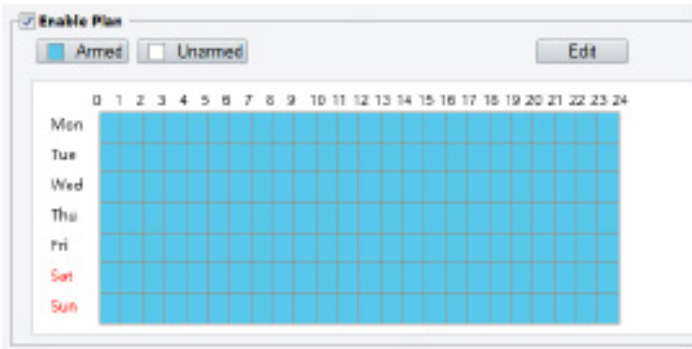 Enable Plan
Armed Unarmed Edit
0 1 2 3 4 5 6 7 8 9 10 11 12 13 14 15 16 17 18 19 20 21 22 23 24
Mon
Tue
Wed
Thu
Fri
Sat
Sun